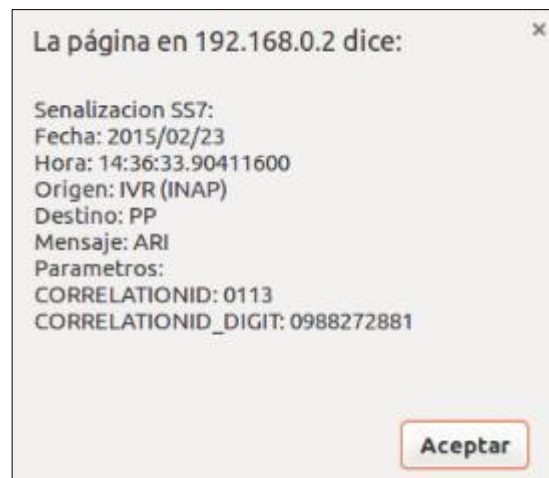 La página en 192.168.0.2 dice:
Senalizacion SS7:
Fecha: 2015/02/23
Hora: 14:36:33.90411600
Origen: IVR (INAP)
Destino: PP
Mensaje: ARI
Parametros:
CORRELATIONID: 0113
CORRELATIONID_DIGIT: 0988272881
Aceptar